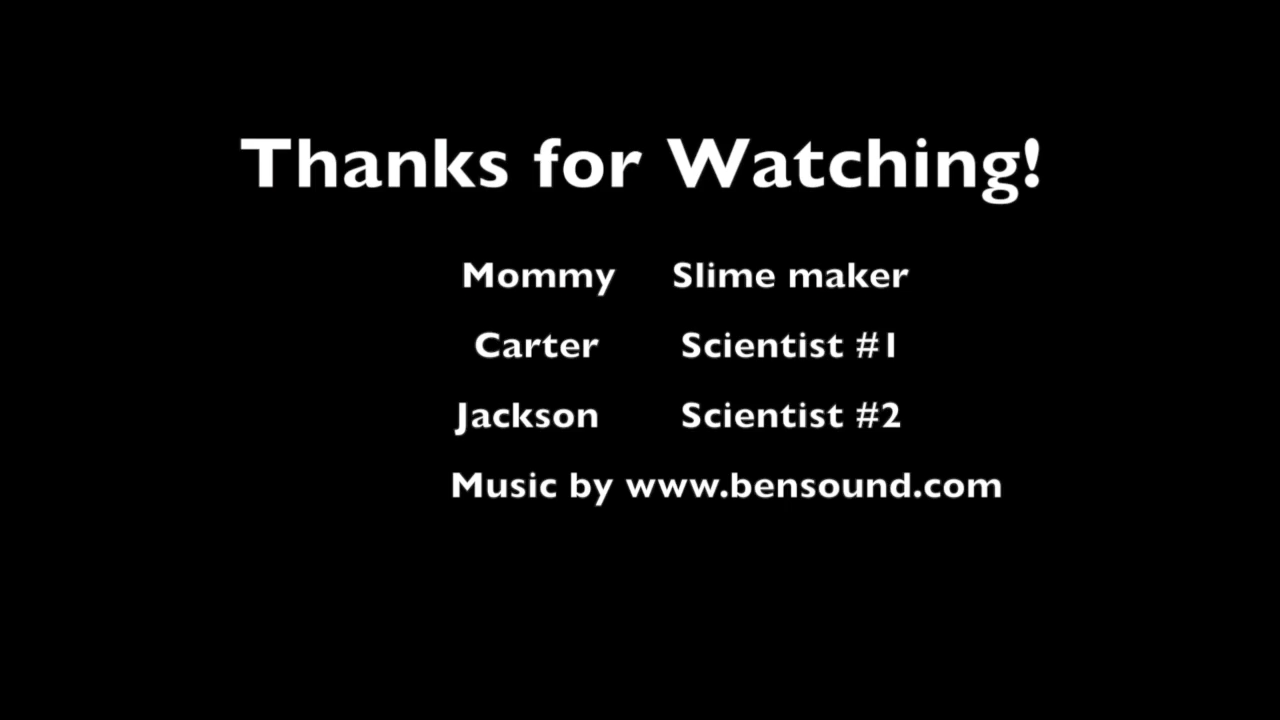 Thanks for Watching!
Mommy Slime maker
Carter Scientist #1
Jackson Scientist #2
Music by www.bensound.com